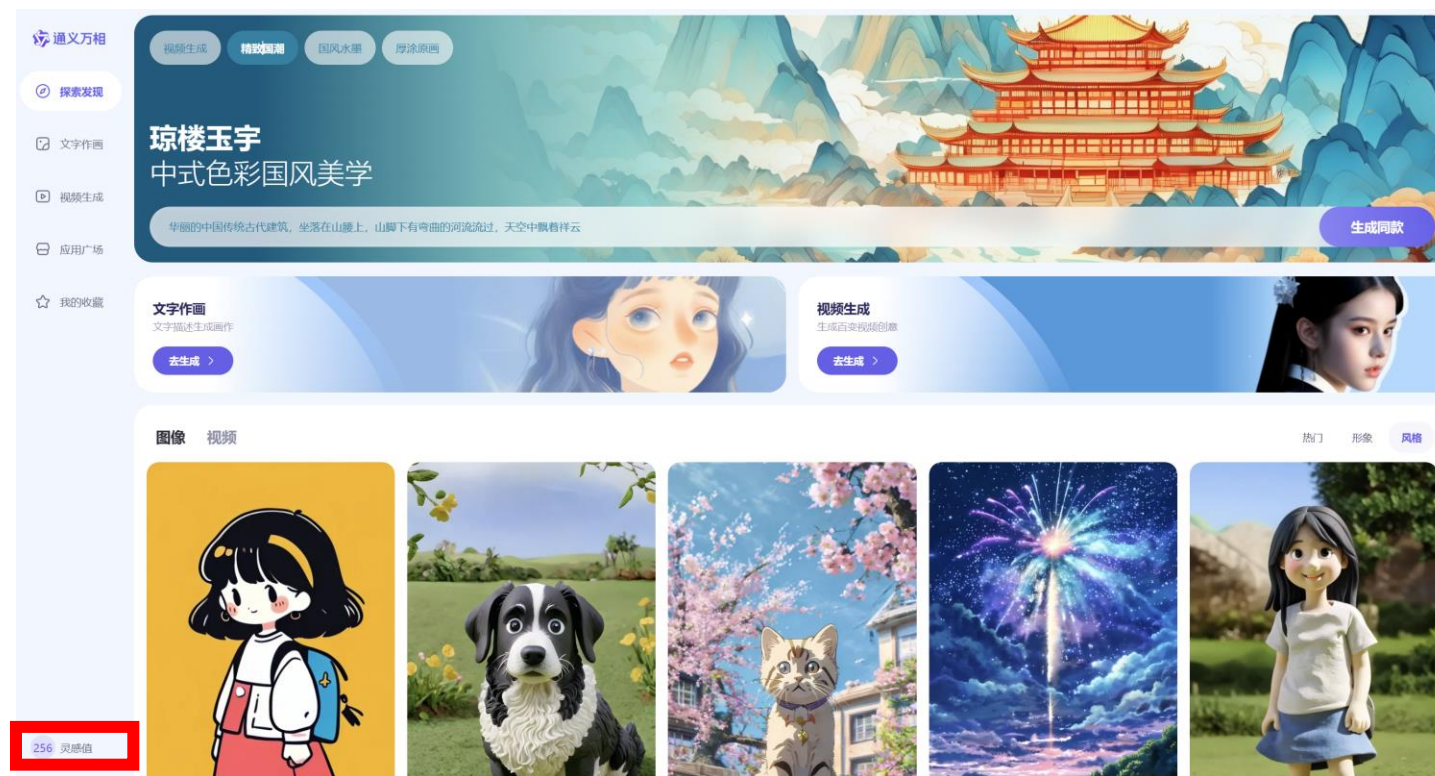 通义万相
视频生成 精致国潮 国风水墨 厚涂原画
探索发现
文字作画
视频生成
应用广场
我的收藏
琼楼玉宇
中式色彩国风美学
华丽的中国传统古代建筑，坐落在山腰上，山脚下有弯曲的河流流过，天空中飘着祥云
生成同款
文字作画
文字描述生成画作
去生成 >
视频生成
生成百变视频创意
去生成 >
图像 视频
热门 形象 风格
256 灵感值